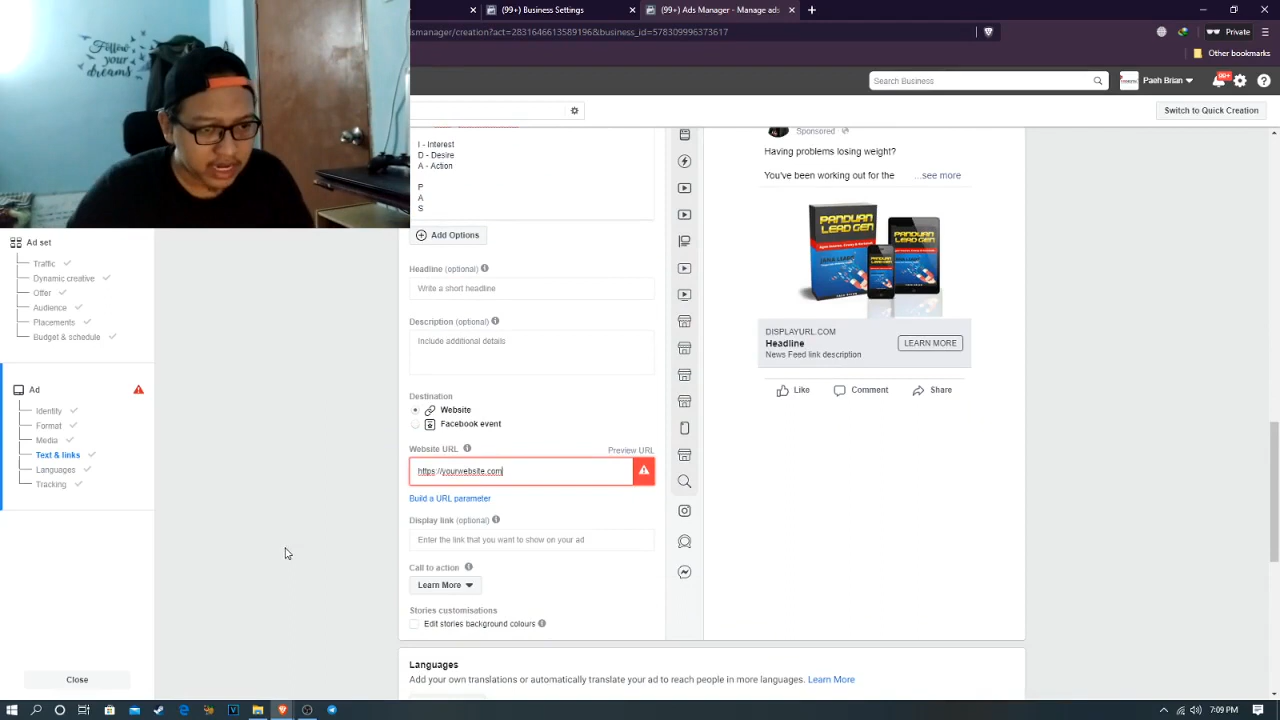 Follow
your
dreams
(99+) Business Settings
(99+) Ads Manager - Manage ads
smanager/creation?act=2831646613589196&business_id=578309996373617
Private
Other bookmarks
Search Business
Paeh Brian
99+
Switch to Quick Creation
I - Interest
D - Desire
A - Action
P
A
S
Add Options
Headline (optional)
Write a short headline
Description (optional)
Include additional details
Destination
Website
Facebook event
Website URL
Preview URL
https://yourwebsite.com
Build a URL parameter
Display link (optional)
Enter the link that you want to show on your ad
Call to action
Learn More
Stories customisations
Edit stories background colours
Languages
Add your own translations or automatically translate your ad to reach people in more languages. Learn More
Sponsored
Having problems losing weight?
You've been working out for the ...see more
PANDUAN
LEAD GEN
PANDUAN
LEAD GEN
DISPLAYURL.COM
Headline
News Feed link description
LEARN MORE
Like
Comment
Share
Ad set
Traffic
Dynamic creative
Offer
Audience
Placements
Budget & schedule
Ad
Identity
Format
Media
Text & links
Languages
Tracking
Close
7:09 PM